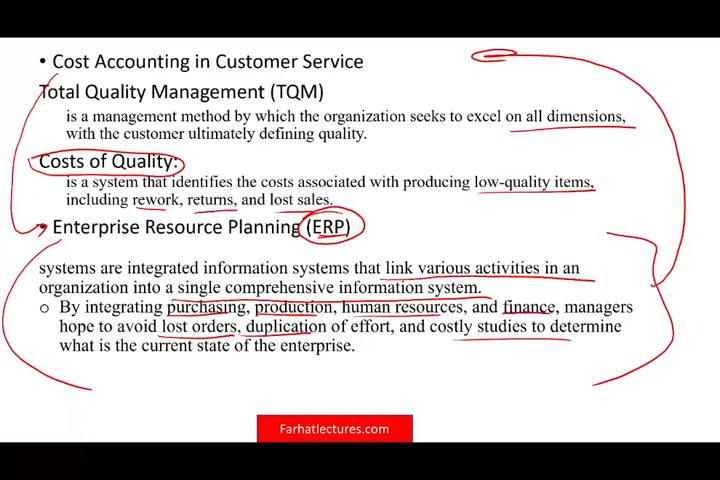 • Cost Accounting in Customer Service
Total Quality Management (TQM)
is a management method by which the organization seeks to excel on all dimensions,
with the customer ultimately defining quality.
Costs of Quality:
is a system that identifies the costs associated with producing low-quality items,
including rework, returns, and lost sales.
• Enterprise Resource Planning (ERP)
systems are integrated information systems that link various activities in an
organization into a single comprehensive information system.
o By integrating purchasing, production, human resources, and finance, managers
hope to avoid lost orders, duplication of effort, and costly studies to determine
what is the current state of the enterprise.
Farhatlectures.com